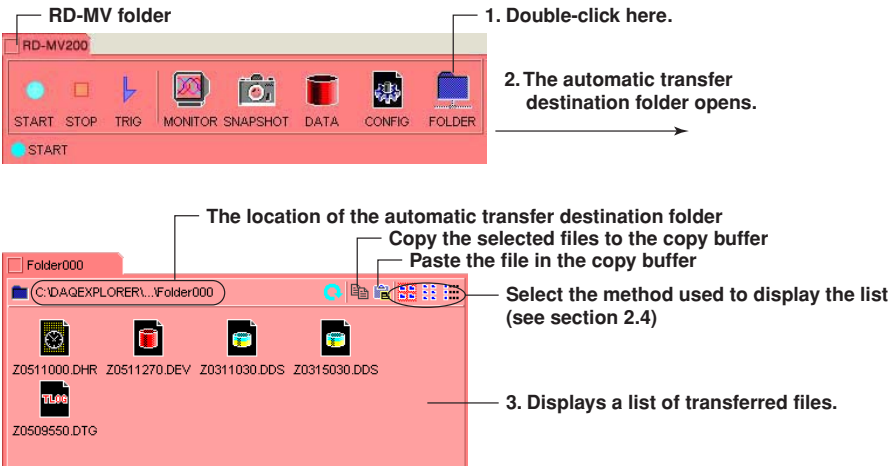 RD-MV folder
1. Double-click here.
RD-MV200
2. The automatic transfer
destination folder opens.
START STOP TRIG MONITOR SNAPSHOT DATA CONFIG FOLDER
START
The location of the automatic transfer destination folder
Copy the selected files to the copy buffer
Paste the file in the copy buffer
Folder000
C:\DAQEXPLORER\...\Folder000
Select the method used to display the list
(see section 2.4)
Z0511000.DHR Z0511270.DEV Z0311030.DDS Z0315030.DDS
TLOG
3. Displays a list of transferred files.
Z0509550.DTG